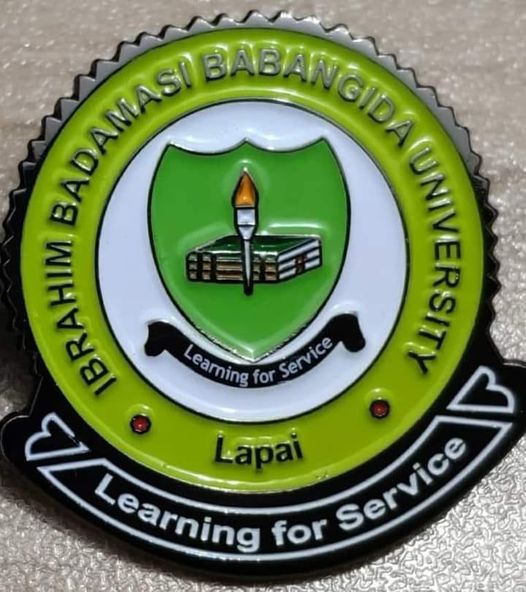 IBRAHIM BADAMASI BABANGIDA UNIVERSITY
Learning for Service
Lapai
Learning for Service